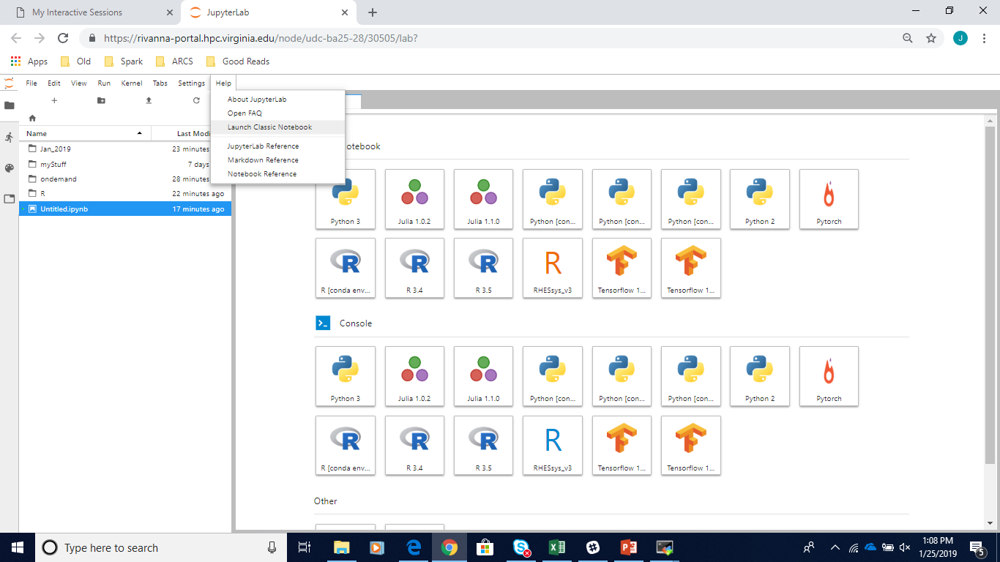 My Interactive Sessions
JupyterLab
https://rivanna-portal.hpc.virginia.edu/node/udc-ba25-28/30505/lab?
J
Apps Old Spark ARCS Good Reads
File Edit View Run Kernel Tabs Settings Help
About JupyterLab
Open FAQ
Launch Classic Notebook
JupyterLab Reference
Markdown Reference
Notebook Reference
Name Last Modi
Jan_2019 23 minutes
myStuff 7 days
ondemand 28 minutes
R 22 minutes ago
Untitled.ipynb 17 minutes ago
otebook
Python 3 Julia 1.0.2 Julia 1.1.0 Python [con... Python [con... Python [con... Python 2 Pytorch
R R R R
R [conda env... R 3.4 R 3.5 RHESsys_v3 Tensorflow 1... Tensorflow 1...
>_ Console
Python 3 Julia 1.0.2 Julia 1.1.0 Python [con... Python [con... Python [con... Python 2 Pytorch
R R R R
R [conda env... R 3.4 R 3.5 RHESsys_v3 Tensorflow 1... Tensorflow 1...
Other
Type here to search
1:08 PM
1/25/2019
5